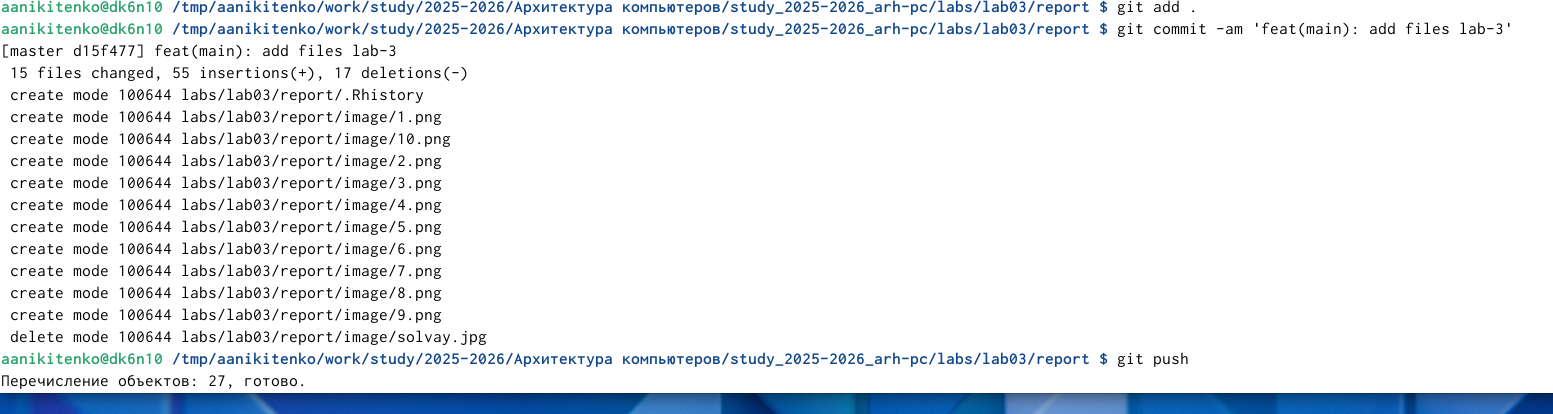 aanikitenko@dk6n10 /tmp/aanikitenko/work/study/2025-2026/Архитектура компьютеров/study_2025-2026_arh-pc/labs/lab03/report $ git add .
aanikitenko@dk6n10 /tmp/aanikitenko/work/study/2025-2026/Архитектура компьютеров/study_2025-2026_arh-pc/labs/lab03/report $ git commit -am 'feat(main): add files lab-3'
[master d15f477] feat(main): add files lab-3
 15 files changed, 55 insertions(+), 17 deletions(-)
 create mode 100644 labs/lab03/report/.Rhistory
 create mode 100644 labs/lab03/report/image/1.png
 create mode 100644 labs/lab03/report/image/10.png
 create mode 100644 labs/lab03/report/image/2.png
 create mode 100644 labs/lab03/report/image/3.png
 create mode 100644 labs/lab03/report/image/4.png
 create mode 100644 labs/lab03/report/image/5.png
 create mode 100644 labs/lab03/report/image/6.png
 create mode 100644 labs/lab03/report/image/7.png
 create mode 100644 labs/lab03/report/image/8.png
 create mode 100644 labs/lab03/report/image/9.png
 delete mode 100644 labs/lab03/report/image/solvay.jpg
aanikitenko@dk6n10 /tmp/aanikitenko/work/study/2025-2026/Архитектура компьютеров/study_2025-2026_arh-pc/labs/lab03/report $ git push
Перечисление объектов: 27, готово.